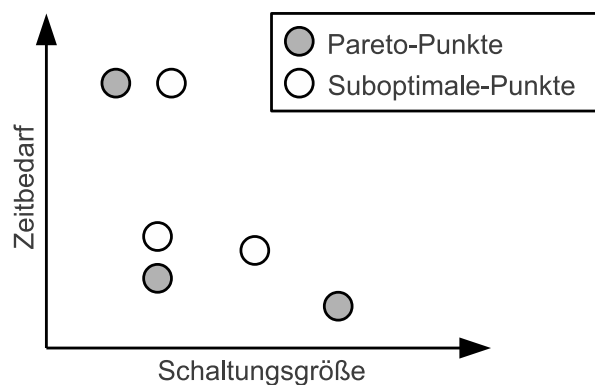 Pareto-Punkte
Suboptimale-Punkte
Zeitbedarf
Schaltungsgröße